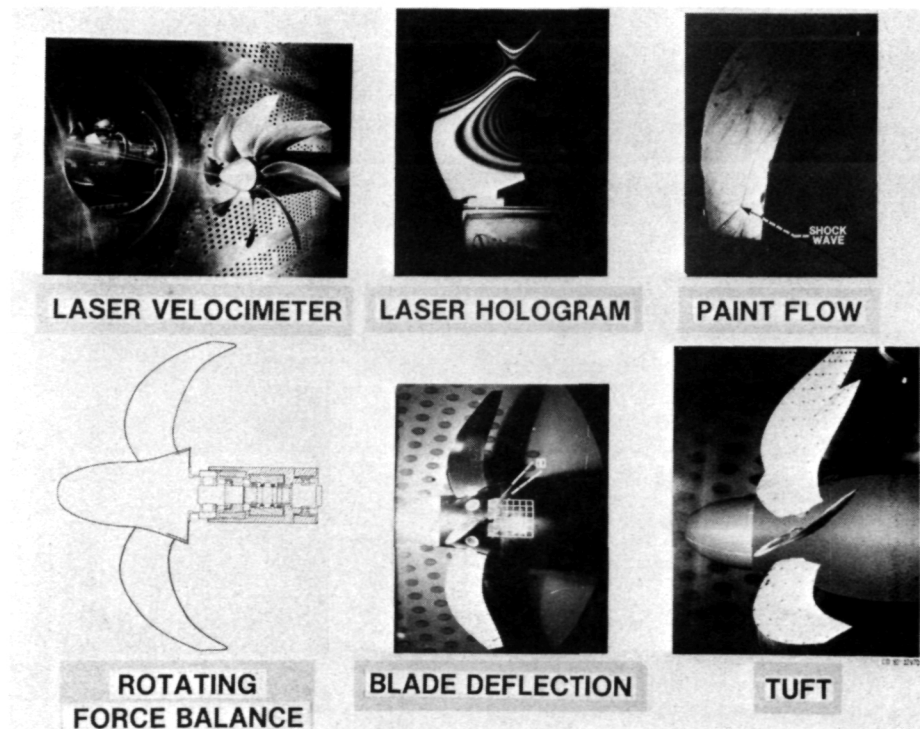 SHOCK
WAVE
LASER VELOCIMETER
LASER HOLOGRAM
PAINT FLOW
ROTATING
FORCE BALANCE
BLADE DEFLECTION
TUFT